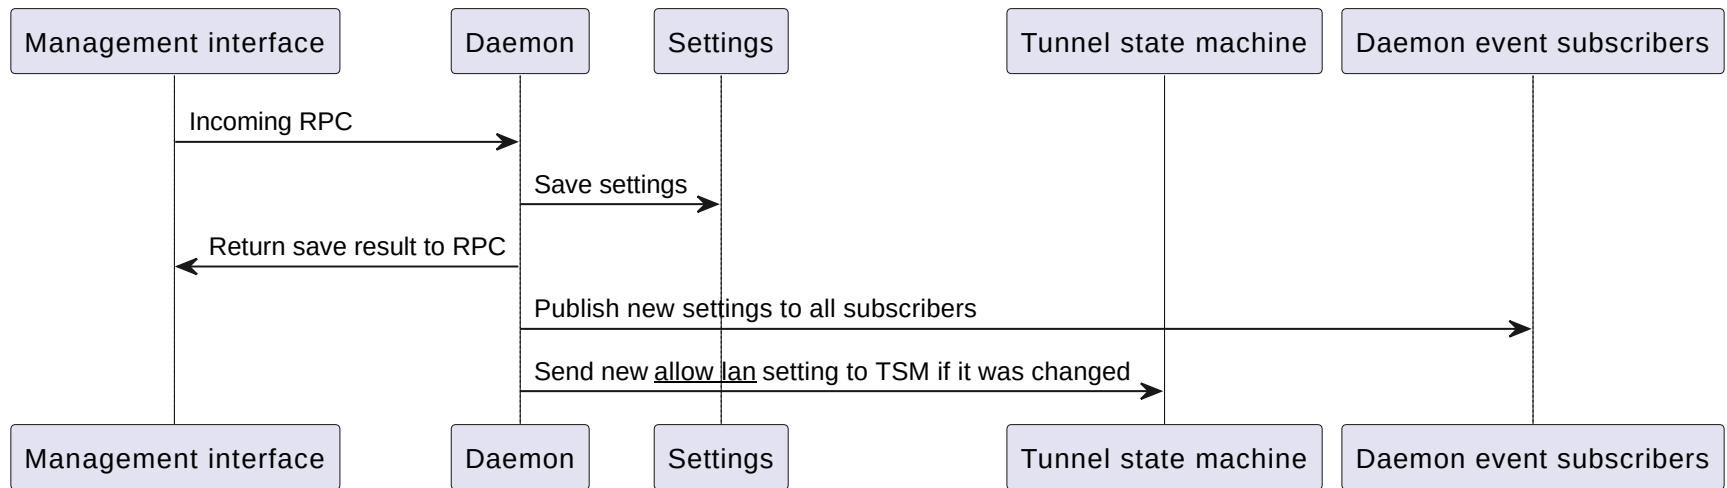 Management interface
Daemon
Settings
Tunnel state machine
Daemon event subscribers
Incoming RPC
Save settings
Return save result to RPC
Publish new settings to all subscribers
Send new allow lan setting to TSM if it was changed
Management interface
Daemon
Settings
Tunnel state machine
Daemon event subscribers